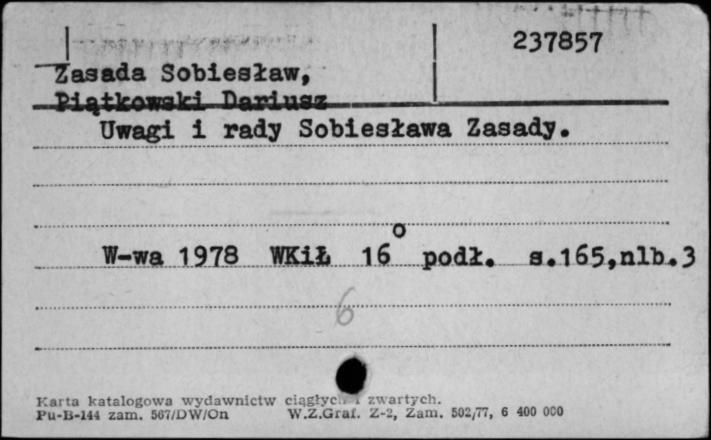 237857
Zasada Sobiesław,
Piątkowski Dariusz
Uwagi i rady Sobiesława Zasady.
W-wa 1978 WKiŁ 16° podł. s.165,nlb.3
6
Karta katalogowa wydawnictw ciągłych i zwartych.
Pu-B-144 zam. 567/DW/On W.Z.Graf. Z-2, Zam. 502/77, 6 400 000